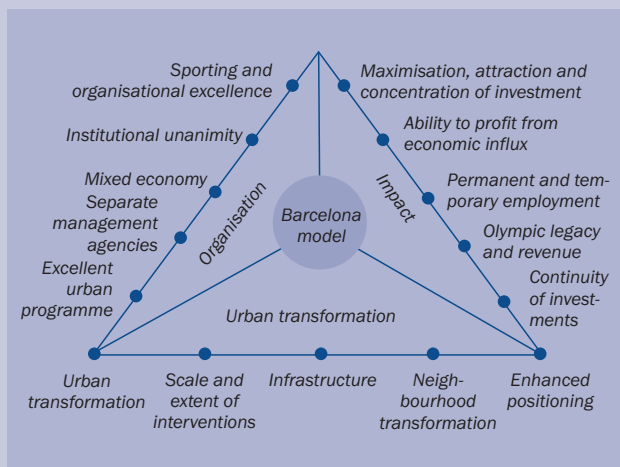 Sporting and
organisational excellence
Maximisation, attraction and
concentration of investment
Institutional unanimity
Ability to profit from
economic influx
Mixed economy
Permanent and tem-
porary employment
Separate
management
agencies
Organisation
Barcelona
model
Impact
Olympic legacy
and revenue
Excellent
urban
programme
Continuity
of invest-
ments
Urban transformation
Urban
transformation
Scale and
extent of
interventions
Infrastructure
Neigh-
bourhood
transformation
Enhanced
positioning